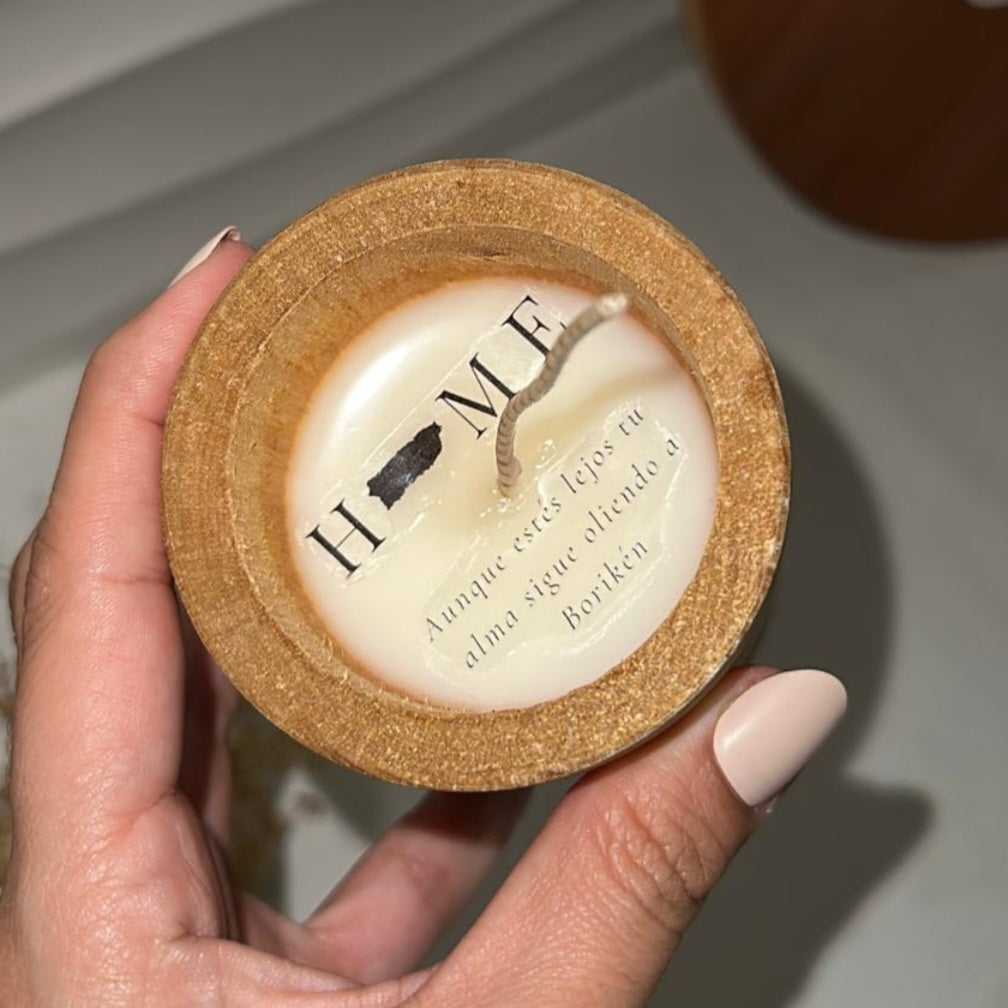 H ME
Aunque estés lejos tu
alma sigue oliendo a
Borikén